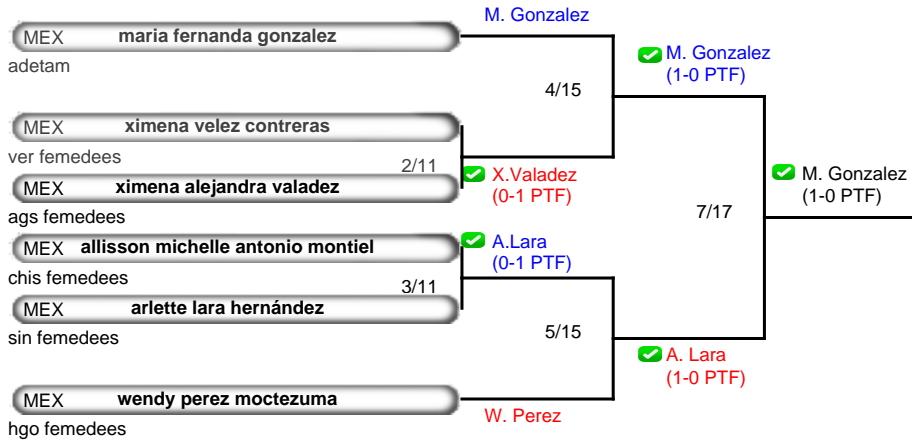 M. Gonzalez
MEX maria fernanda gonzalez
adetam
M. Gonzalez
(1-0 PTF)
4/15
MEX ximena velez contreras
ver femedees
2/11
X.Valadez
(0-1 PTF)
MEX ximena alejandra valadez
ags femedees
M. Gonzalez
(1-0 PTF)
7/17
MEX allisson michelle antonio montiel
chis femedees
A.Lara
(0-1 PTF)
3/11
MEX arlette lara hernández
sin femedees
5/15
A. Lara
(1-0 PTF)
MEX wendy perez moctezuma
hgo femedees
W. Perez